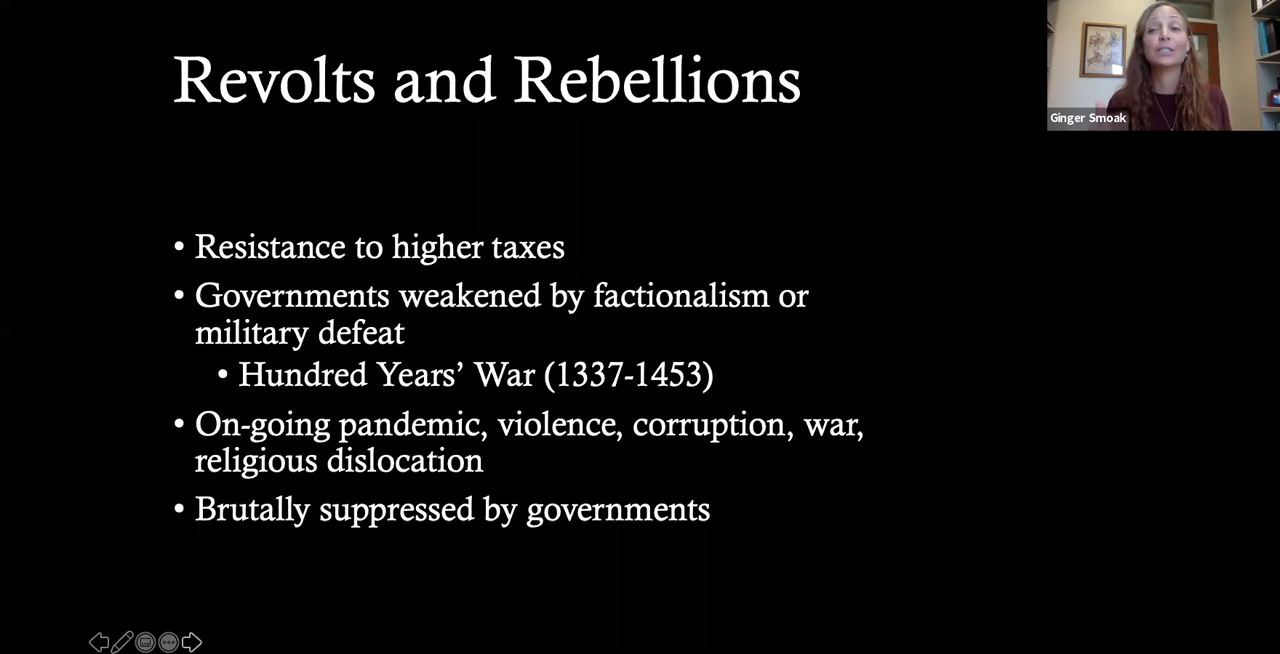 Revolts and Rebellions
Ginger Smoak
• Resistance to higher taxes
• Governments weakened by factionalism or
military defeat
• Hundred Years’ War (1337-1453)
• On-going pandemic, violence, corruption, war,
religious dislocation
• Brutally suppressed by governments